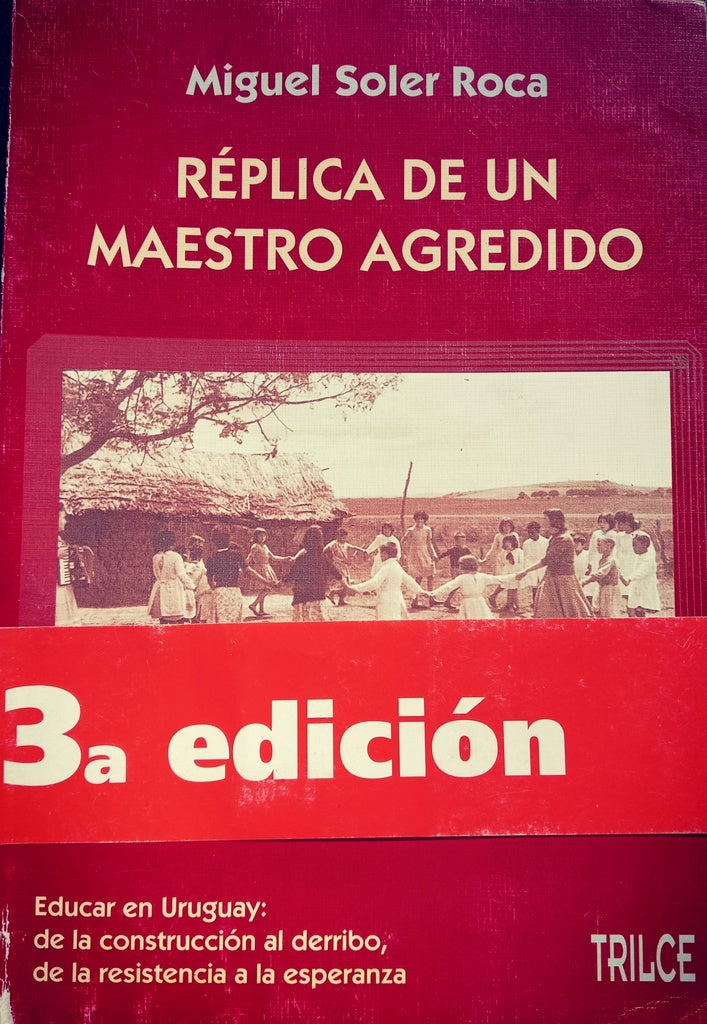 Miguel Soler Roca
RÉPLICA DE UN
MAESTRO AGREDIDO
3a edición
Educar en Uruguay:
de la construcción al derribo,
de la resistencia a la esperanza
TRILCE